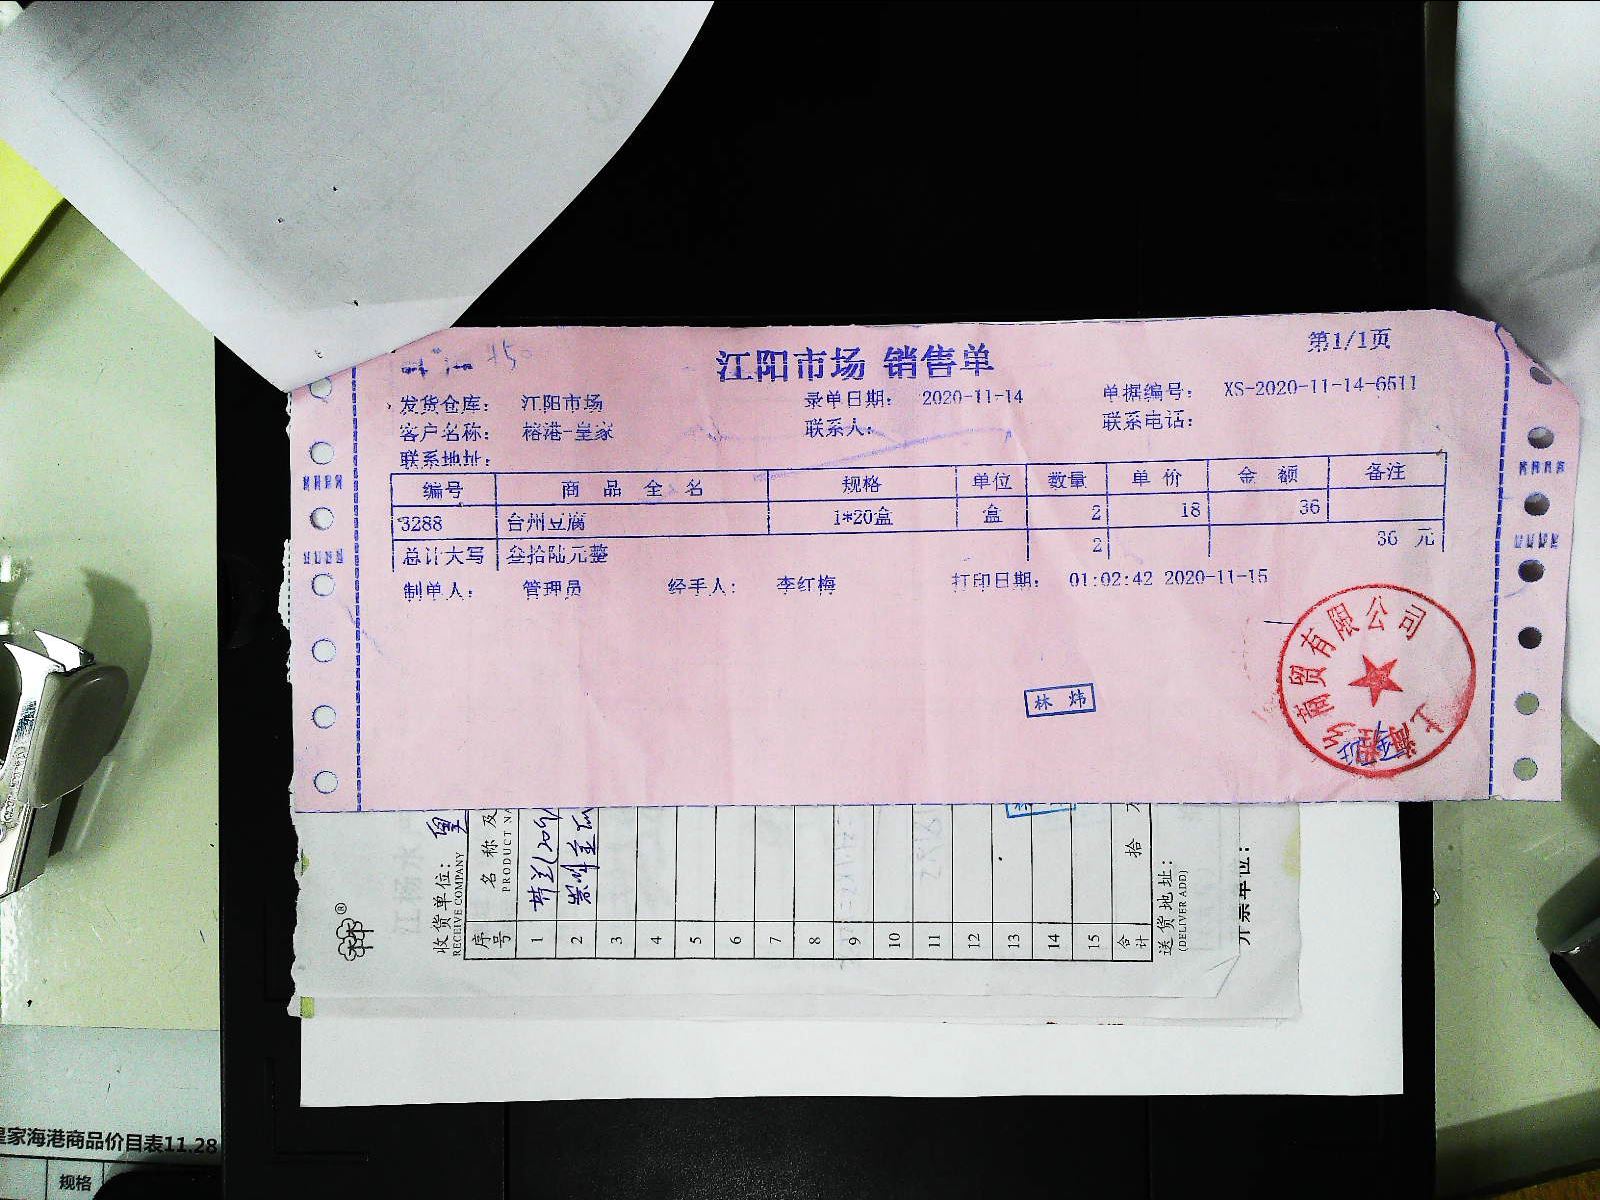 第1/1页
江阳市场 销售单
发货仓库： 江阳市场 录单日期： 2020-11-14 单据编号： XS-2020-11-14-6511
客户名称： 榕港-皇家 联系人： 联系电话：
联系地址：
编号 商品全名 规格 单位 数量 单价 金额 备注
3288 台州豆腐 1*20盒 盒 2 18 36
总计大写 叁拾陆元整 2 36 元
制单人： 管理员 经手人： 李红梅 打印日期： 01:02:42 2020-11-15
林炜
商贸有限公司
上海
收货单位：
RECEIVE COMPANY
序号 名称及
PRODUCT NA
1
2
3
4
5
6
7
8
9
10
11
12
13
14
15
合计 拾
送货地址：
(DELIVER ADD)
皇家海港商品价目表11.28
规格